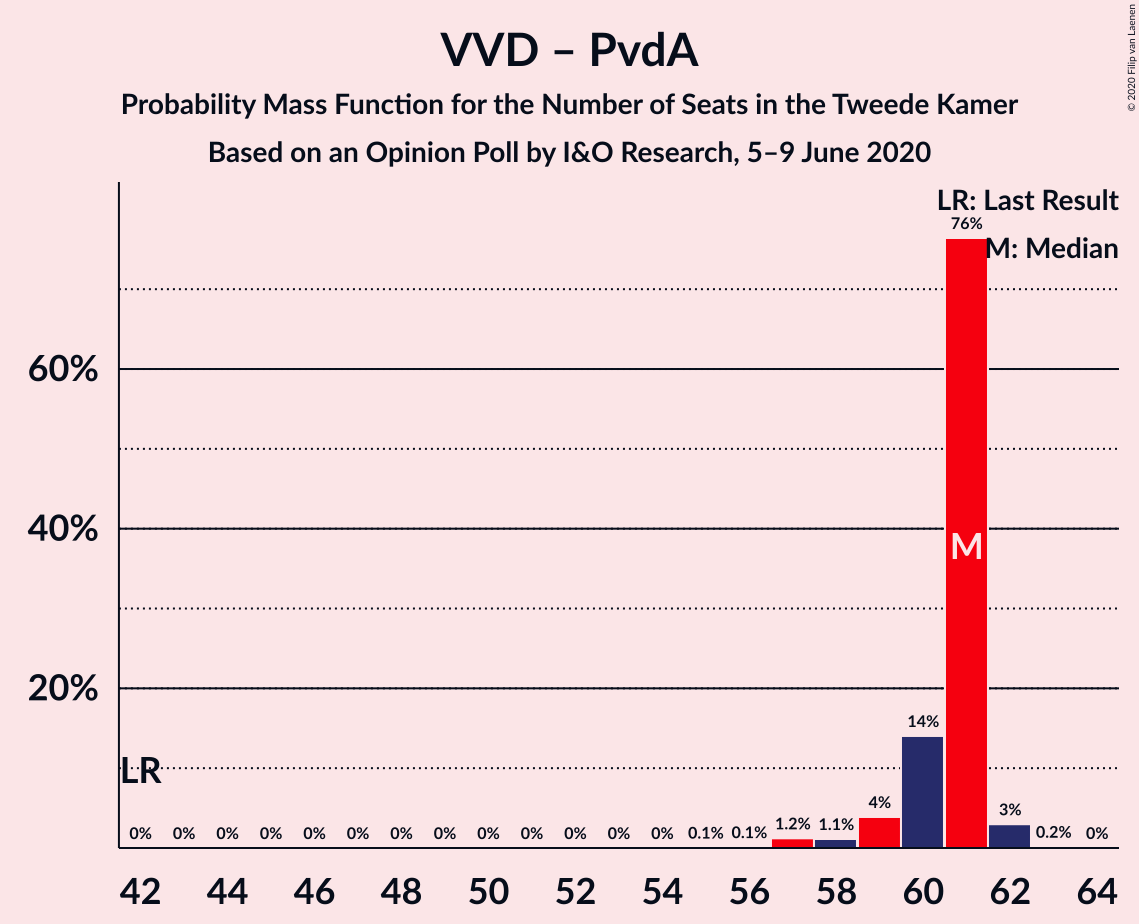 VVD – PvdA
Probability Mass Function for the Number of Seats in the Tweede Kamer
Based on an Opinion Poll by I&O Research, 5–9 June 2020
© 2020 Filip van Laenen
LR: Last Result
M: Median
76%
60%
40%
20%
M
LR
0% 0% 0% 0% 0% 0% 0% 0% 0% 0% 0% 0% 0% 0.1% 0.1% 1.2% 1.1% 4% 14% 3% 0.2% 0%
42 44 46 48 50 52 54 56 58 60 62 64